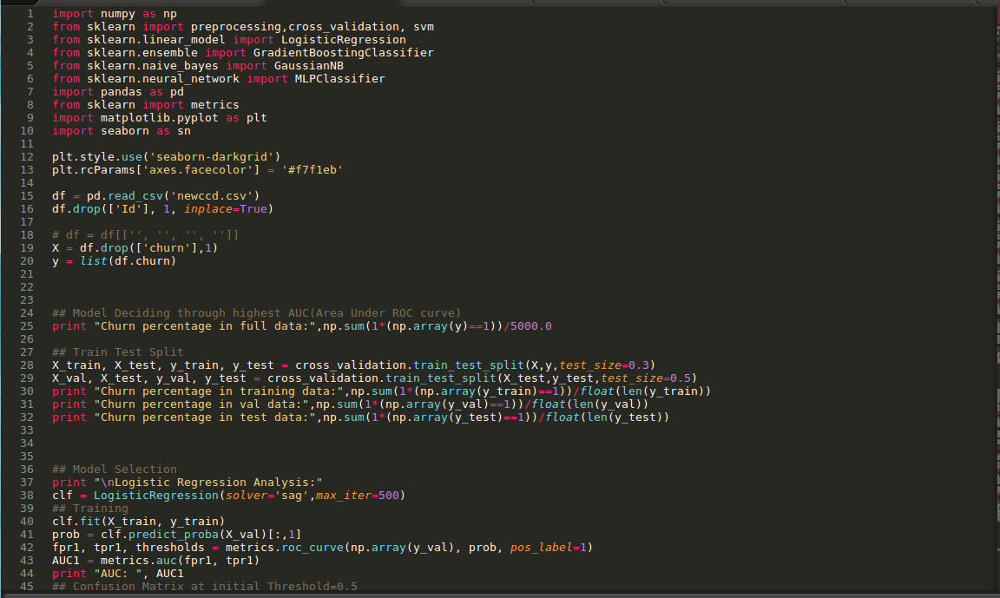 1 import numpy as np
2 from sklearn import preprocessing,cross_validation, svm
3 from sklearn.linear_model import LogisticRegression
4 from sklearn.ensemble import GradientBoostingClassifier
5 from sklearn.naive_bayes import GaussianNB
6 from sklearn.neural_network import MLPClassifier
7 import pandas as pd
8 from sklearn import metrics
9 import matplotlib.pyplot as plt
10 import seaborn as sn
11
12 plt.style.use('seaborn-darkgrid')
13 plt.rcParams['axes.facecolor'] = '#f7f1eb'
14
15 df = pd.read_csv('newccd.csv')
16 df.drop(['Id'], 1, inplace=True)
17
18 # df = df[['', '', '', '']]
19 X = df.drop(['churn'],1)
20 y = list(df.churn)
21
22
23
24 ## Model Deciding through highest AUC(Area Under ROC curve)
25 print "Churn percentage in full data:",np.sum(1*(np.array(y)==1))/5000.0
26
27 ## Train Test Split
28 X_train, X_test, y_train, y_test = cross_validation.train_test_split(X,y,test_size=0.3)
29 X_val, X_test, y_val, y_test = cross_validation.train_test_split(X_test,y_test,test_size=0.5)
30 print "Churn percentage in training data:",np.sum(1*(np.array(y_train)==1))/float(len(y_train))
31 print "Churn percentage in val data:",np.sum(1*(np.array(y_val)==1))/float(len(y_val))
32 print "Churn percentage in test data:",np.sum(1*(np.array(y_test)==1))/float(len(y_test))
33
34
35
36 ## Model Selection
37 print "\nLogistic Regression Analysis:"
38 clf = LogisticRegression(solver='sag',max_iter=500)
39 ## Training
40 clf.fit(X_train, y_train)
41 prob = clf.predict_proba(X_val)[:,1]
42 fpr1, tpr1, thresholds = metrics.roc_curve(np.array(y_val), prob, pos_label=1)
43 AUC1 = metrics.auc(fpr1, tpr1)
44 print "AUC: ", AUC1
45 ## Confusion Matrix at initial Threshold=0.5